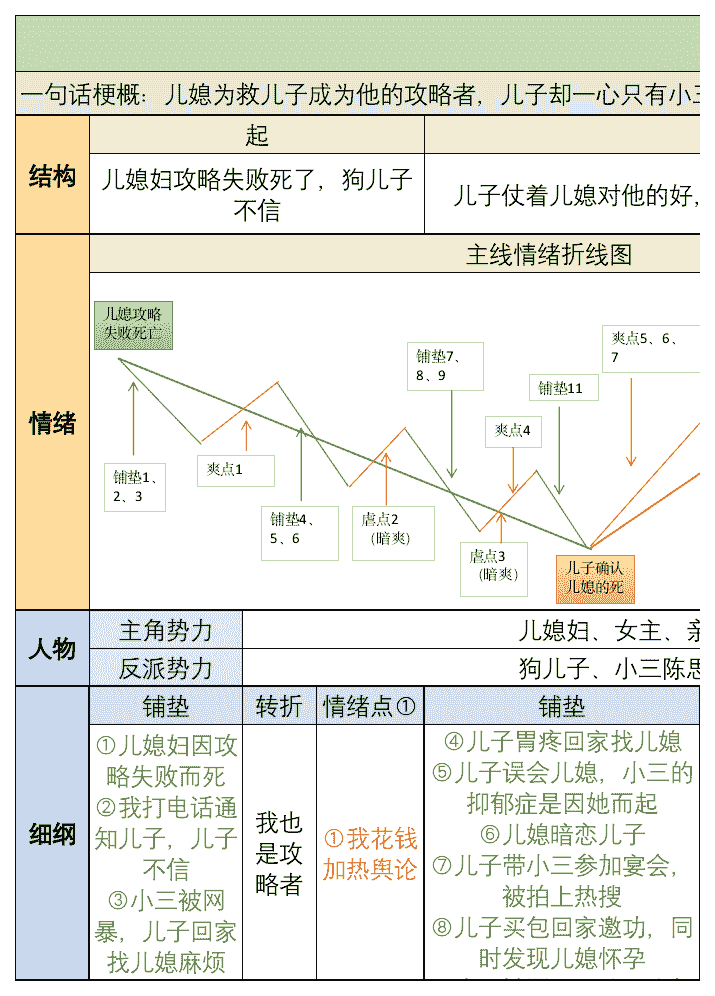 一句话梗概：儿媳为救儿子成为他的攻略者，儿子却一心只有小三
结构
起
儿媳妇攻略失败死了，狗儿子
不信
儿子仗着儿媳对他的好，
情绪
主线情绪折线图
儿媳攻略
失败死亡
铺垫1、
2、3
爽点1
铺垫4、
5、6
虐点2
（暗爽）
铺垫7、
8、9
爽点4
虐点3
（暗爽）
铺垫11
爽点5、6、
7
儿子确认
儿媳的死
人物
主角势力
儿媳妇、女主、亲
反派势力
狗儿子、小三陈思
细纲
铺垫
转折
情绪点①
铺垫
①儿媳妇因攻
略失败而死
②我打电话通
知儿子，儿子
不信
③小三被网
暴，儿子回家
找儿媳麻烦
我也
是攻
略者
①我花钱
加热舆论
④儿子胃疼回家找儿媳
⑤儿子误会儿媳，小三的
抑郁症是因她而起
⑥儿媳暗恋儿子
⑦儿子带小三参加宴会，
被拍上热搜
⑧儿子买包回家邀功，同
时发现儿媳怀孕